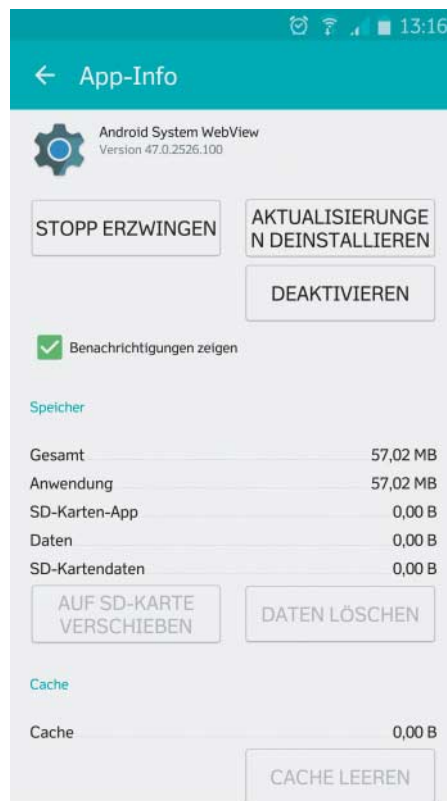 13:16
App-Info
Android System WebView
Version 47.0.2526.100
STOPP ERZWINGEN
AKTUALISIERUNGE
N DEINSTALLIEREN
DEAKTIVIEREN
Benachrichtigungen zeigen
Speicher
Gesamt 57,02 MB
Anwendung 57,02 MB
SD-Karten-App 0,00 B
Daten 0,00 B
SD-Kartendaten 0,00 B
AUF SD-KARTE
VERSCHIEBEN
DATEN LÖSCHEN
Cache
Cache 0,00 B
CACHE LEEREN